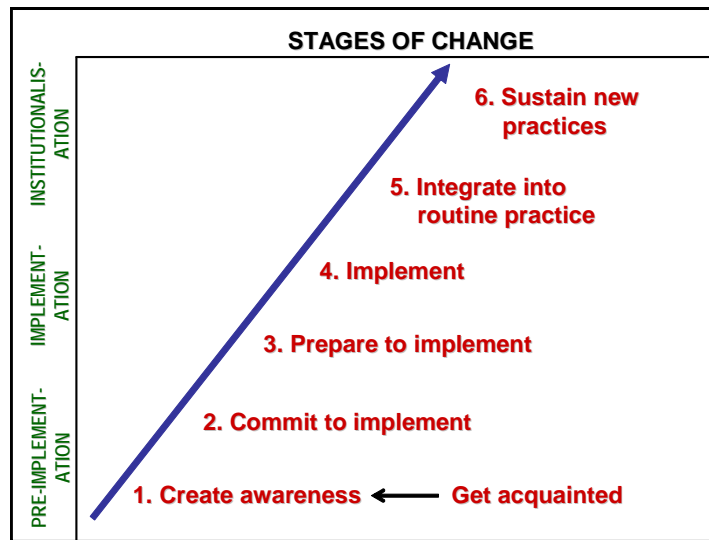 STAGES OF CHANGE
INSTITUTIONALIS-
ATION
6. Sustain new
practices
5. Integrate into
routine practice
IMPLEMENT-
ATION
4. Implement
3. Prepare to implement
PRE-IMPLEMENT-
ATION
2. Commit to implement
1. Create awareness
Get acquainted